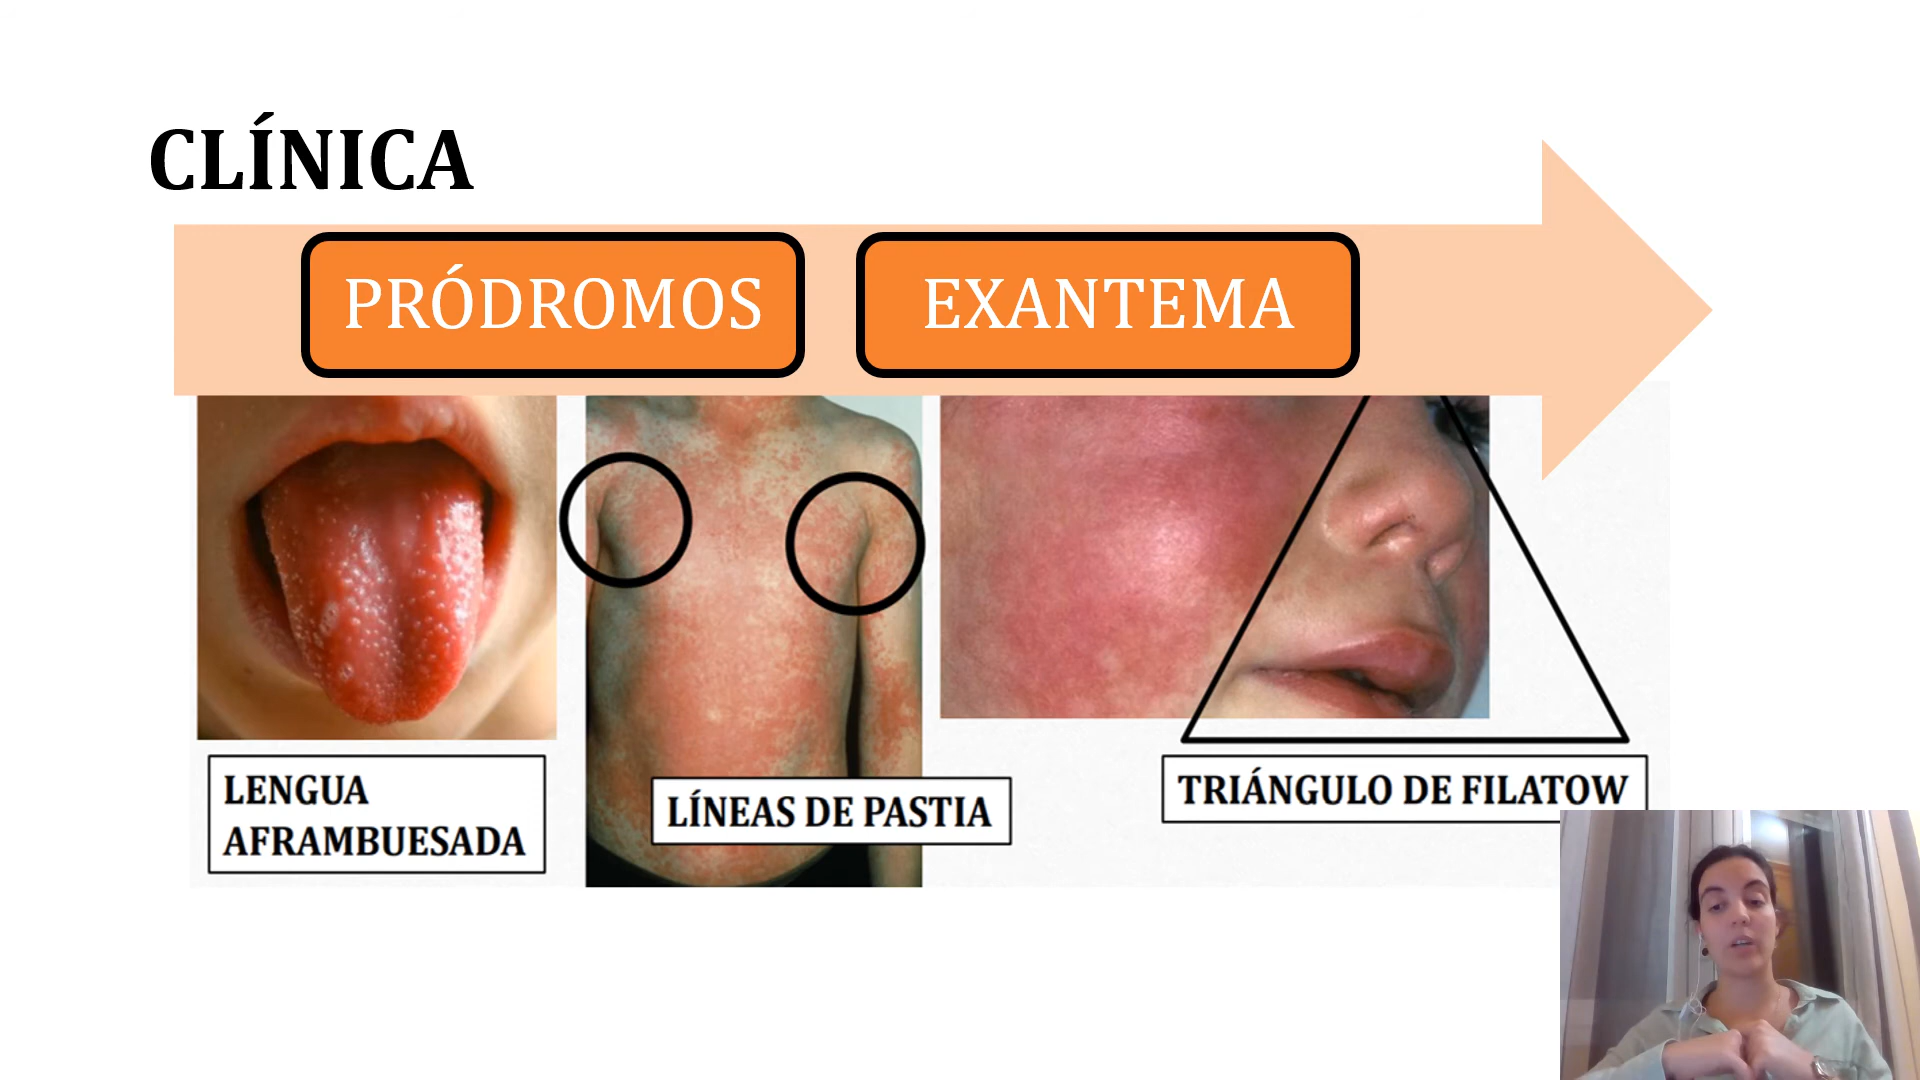 CLÍNICA
PRÓDROMOS
EXANTEMA
LENGUA
AFRAMBUESADA
LÍNEAS DE PASTIA
TRIÁNGULO DE FILATOW